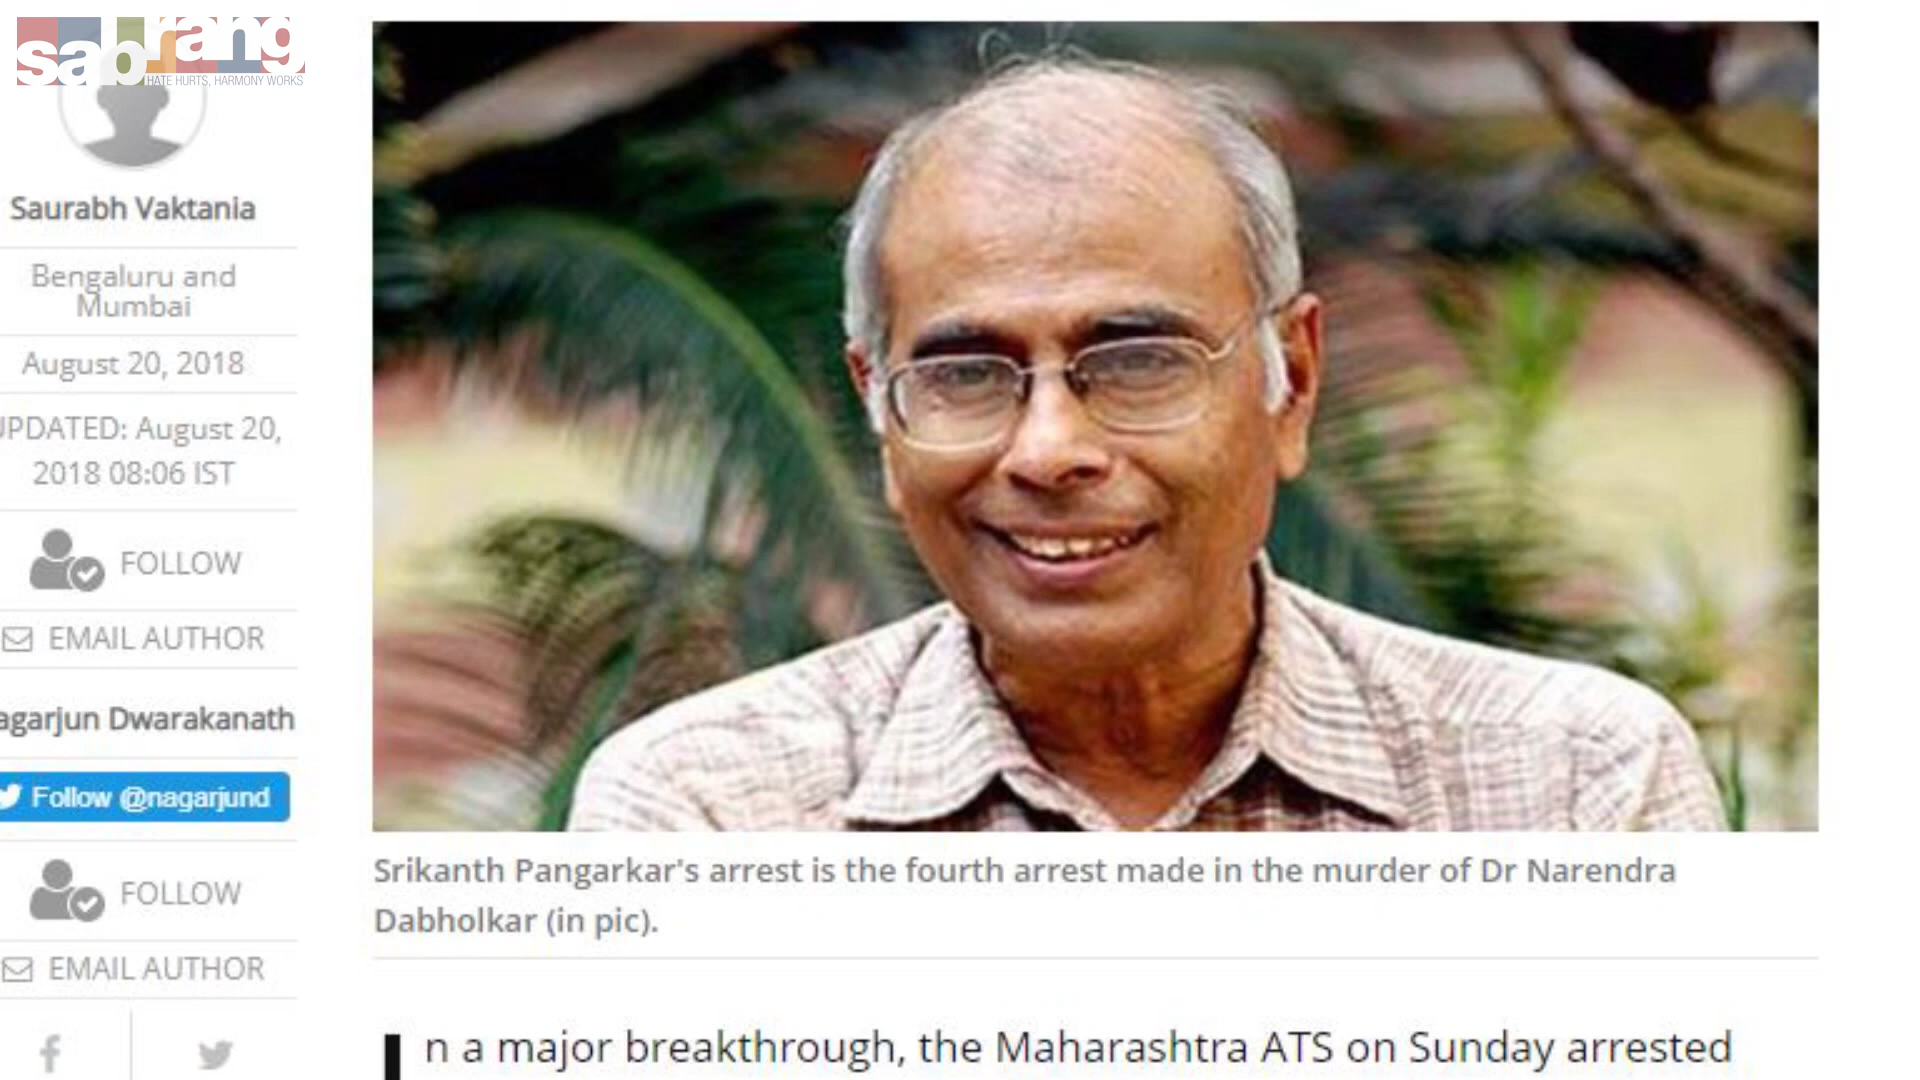 sabrang
HATE HURTS, HARMONY WORKS
Saurabh Vaktania
Bengaluru and
Mumbai
August 20, 2018
UPDATED: August 20,
2018 08:06 IST
FOLLOW
EMAIL AUTHOR
agarjun Dwarakanath
Follow @nagarjund
FOLLOW
EMAIL AUTHOR
Srikanth Pangarkar's arrest is the fourth arrest made in the murder of Dr Narendra
Dabholkar (in pic).
In a major breakthrough, the Maharashtra ATS on Sunday arrested